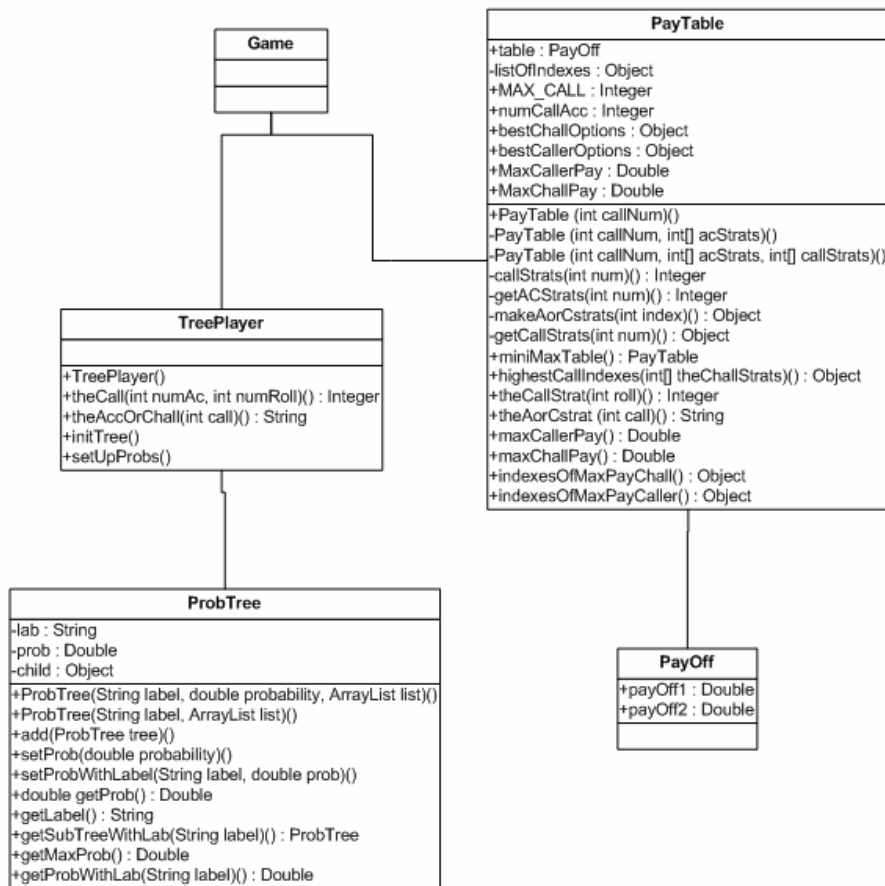 Game
PayTable
+table : PayOff
-listOfIndexes : Object
+MAX_CALL : Integer
+numCallAcc : Integer
+bestChallOptions : Object
+bestCallerOptions : Object
+MaxCallerPay : Double
+MaxChallPay : Double
+PayTable (int callNum)()
-PayTable (int callNum, int[] acStrats)()
-PayTable (int callNum, int[] acStrats, int[] callStrats)()
-callStrats(int num)() : Integer
-getACStrats(int num)() : Integer
-makeAorCstrats(int index)() : Object
-getCallStrats(int num)() : Object
+miniMaxTable() : PayTable
+highestCallIndexes(int[] theChallStrats)() : Object
+theCallStrat(int roll)() : Integer
+theAorCstrat (int call)() : String
+maxCallerPay() : Double
+maxChallPay() : Double
+indexesOfMaxPayChall() : Object
+indexesOfMaxPayCaller() : Object
TreePlayer
+TreePlayer()
+theCall(int numAc, int numRoll)() : Integer
+theAccOrChall(int call)() : String
+initTree()
+setUpProbs()
ProbTree
-lab : String
-prob : Double
-child : Object
+ProbTree(String label, double probability, ArrayList list)()
+ProbTree(String label, ArrayList list)()
+add(ProbTree tree)()
+setProb(double probability)()
+setProbWithLabel(String label, double prob)()
+double getProb() : Double
+getLabel() : String
+getSubTreeWithLab(String label)() : ProbTree
+getMaxProb() : Double
+getProbWithLab(String label)() : Double
PayOff
+payOff1 : Double
+payOff2 : Double